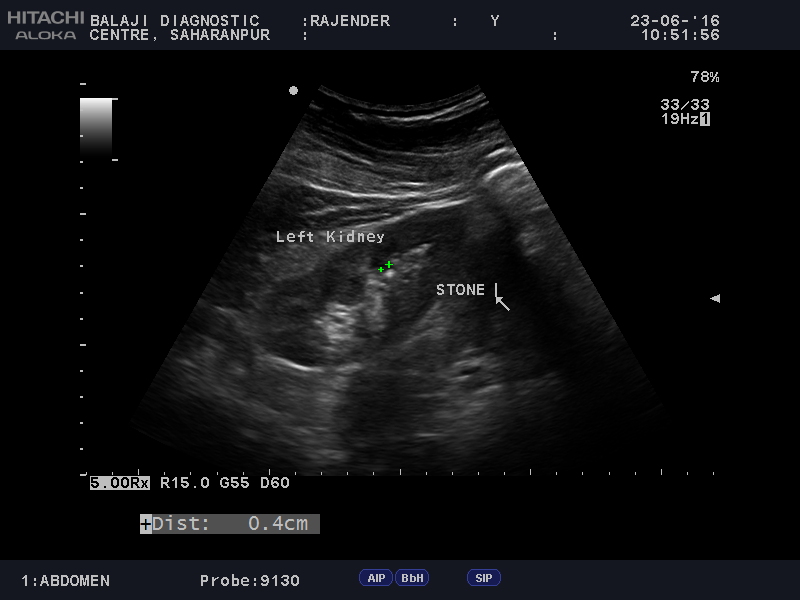 HITACHI
ALOKA
BALAJI DIAGNOSTIC :RAJENDER : Y
CENTRE, SAHARANPUR : :
23-06-'16
10:51:56
78%
33/33
19Hz1
Left Kidney
STONE
5.00Rx R15.0 G55 D60
+Dist: 0.4cm
1:ABDOMEN Probe:9130 AIP BbH SIP